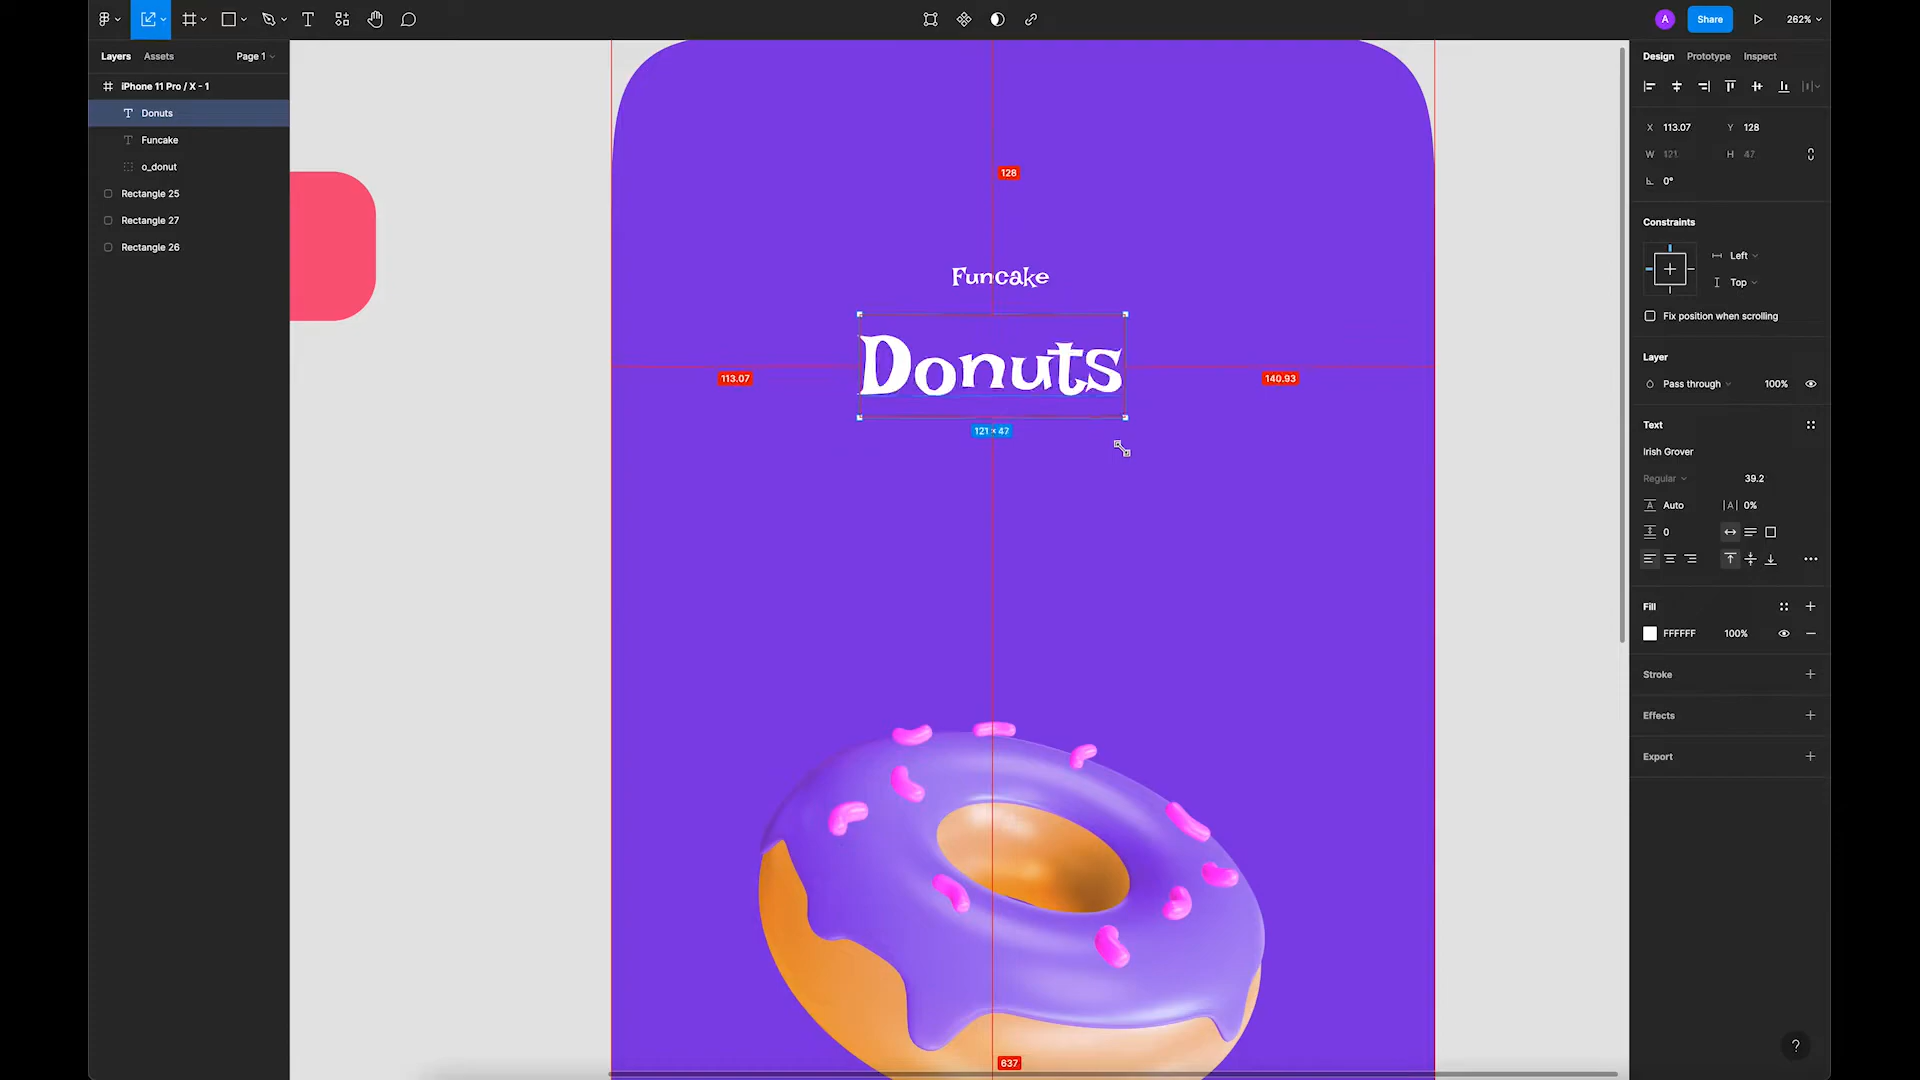 A
Share
262%
Layers
Assets
Page 1
iPhone 11 Pro / X - 1
Donuts
Funcake
o_donut
Rectangle 25
Rectangle 27
Rectangle 26
128
Funcake
Donuts
113.07
140.93
121 × 47
637
Design
Prototype
Inspect
X 113.07
Y 128
W 121
H 47
0°
Constraints
Left
Top
Fix position when scrolling
Layer
Pass through
100%
Text
Irish Grover
Regular
39.2
Auto
|A| 0%
0
Fill
FFFFFF
100%
Stroke
Effects
Export
?